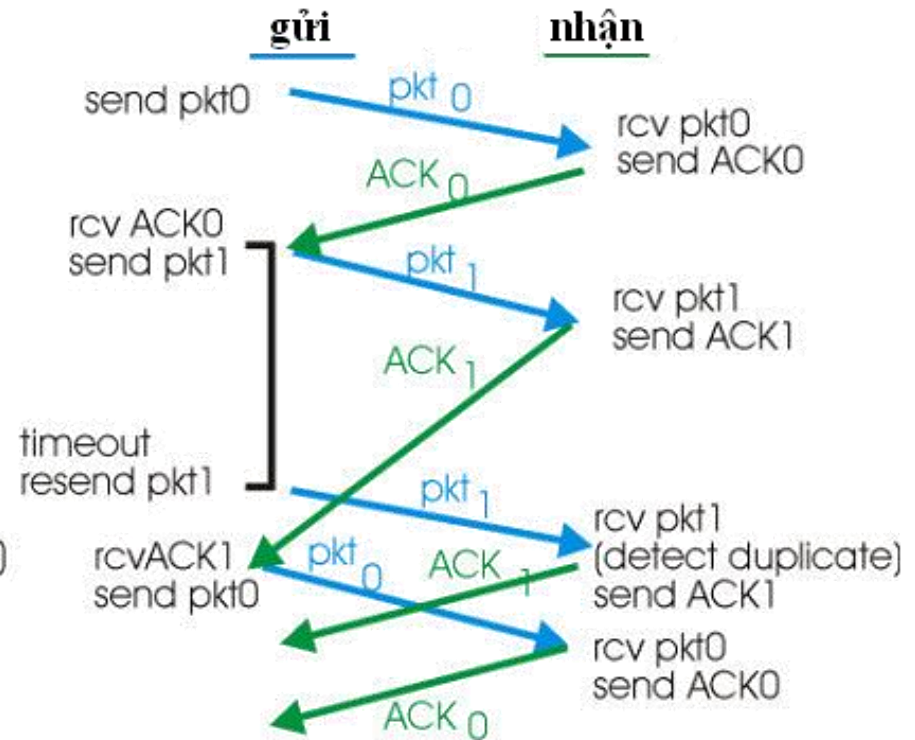 gửi
nhận
send pkt0
pkt 0
rcv pkt0
send ACK0
ACK 0
rcv ACK0
send pkt1
pkt 1
rcv pkt1
send ACK1
ACK 1
timeout
resend pkt1
pkt 1
rcv pkt1
(detect duplicate)
send ACK1
)
rcvACK1
send pkt0
pkt 0
ACK 1
rcv pkt0
send ACK0
ACK 0